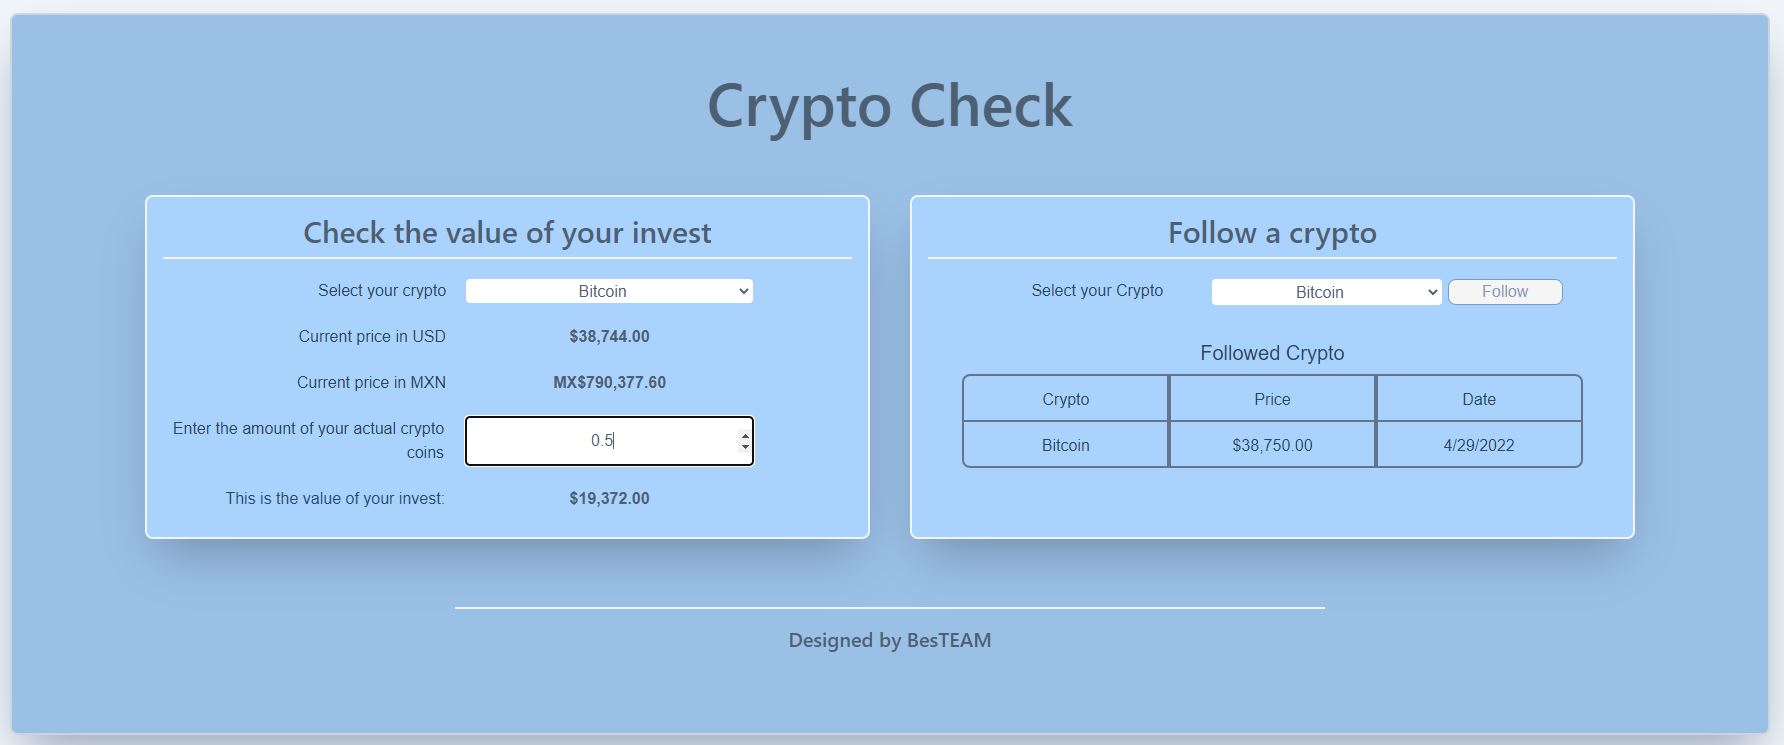 Crypto Check
Check the value of your invest
Select your crypto Bitcoin
Current price in USD $38,744.00
Current price in MXN MX$790,377.60
Enter the amount of your actual crypto
coins 0.5
This is the value of your invest: $19,372.00
Follow a crypto
Select your Crypto Bitcoin Follow
Followed Crypto
Crypto Price Date
Bitcoin $38,750.00 4/29/2022
Designed by BesTEAM